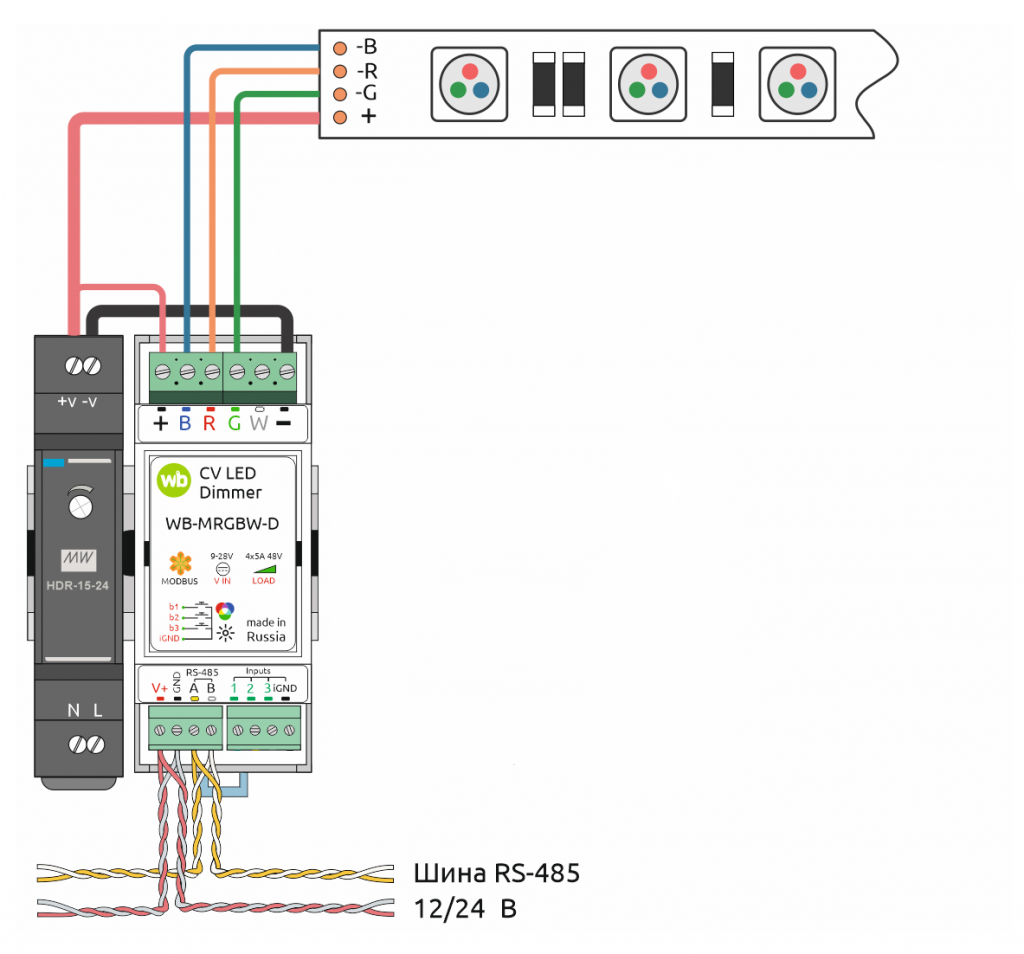 -B
-R
-G
+
+V -V
+ B R G W −
wb
CV LED
Dimmer
WB-MRGBW-D
9-28V
4x5A 48V
MODBUS
V IN
LOAD
MW
HDR-15-24
b1
b2
b3
iGND
made in
Russia
RS-485
Inputs
V+ GND A B 1 2 3 iGND
N L
Шина RS-485
12/24 В